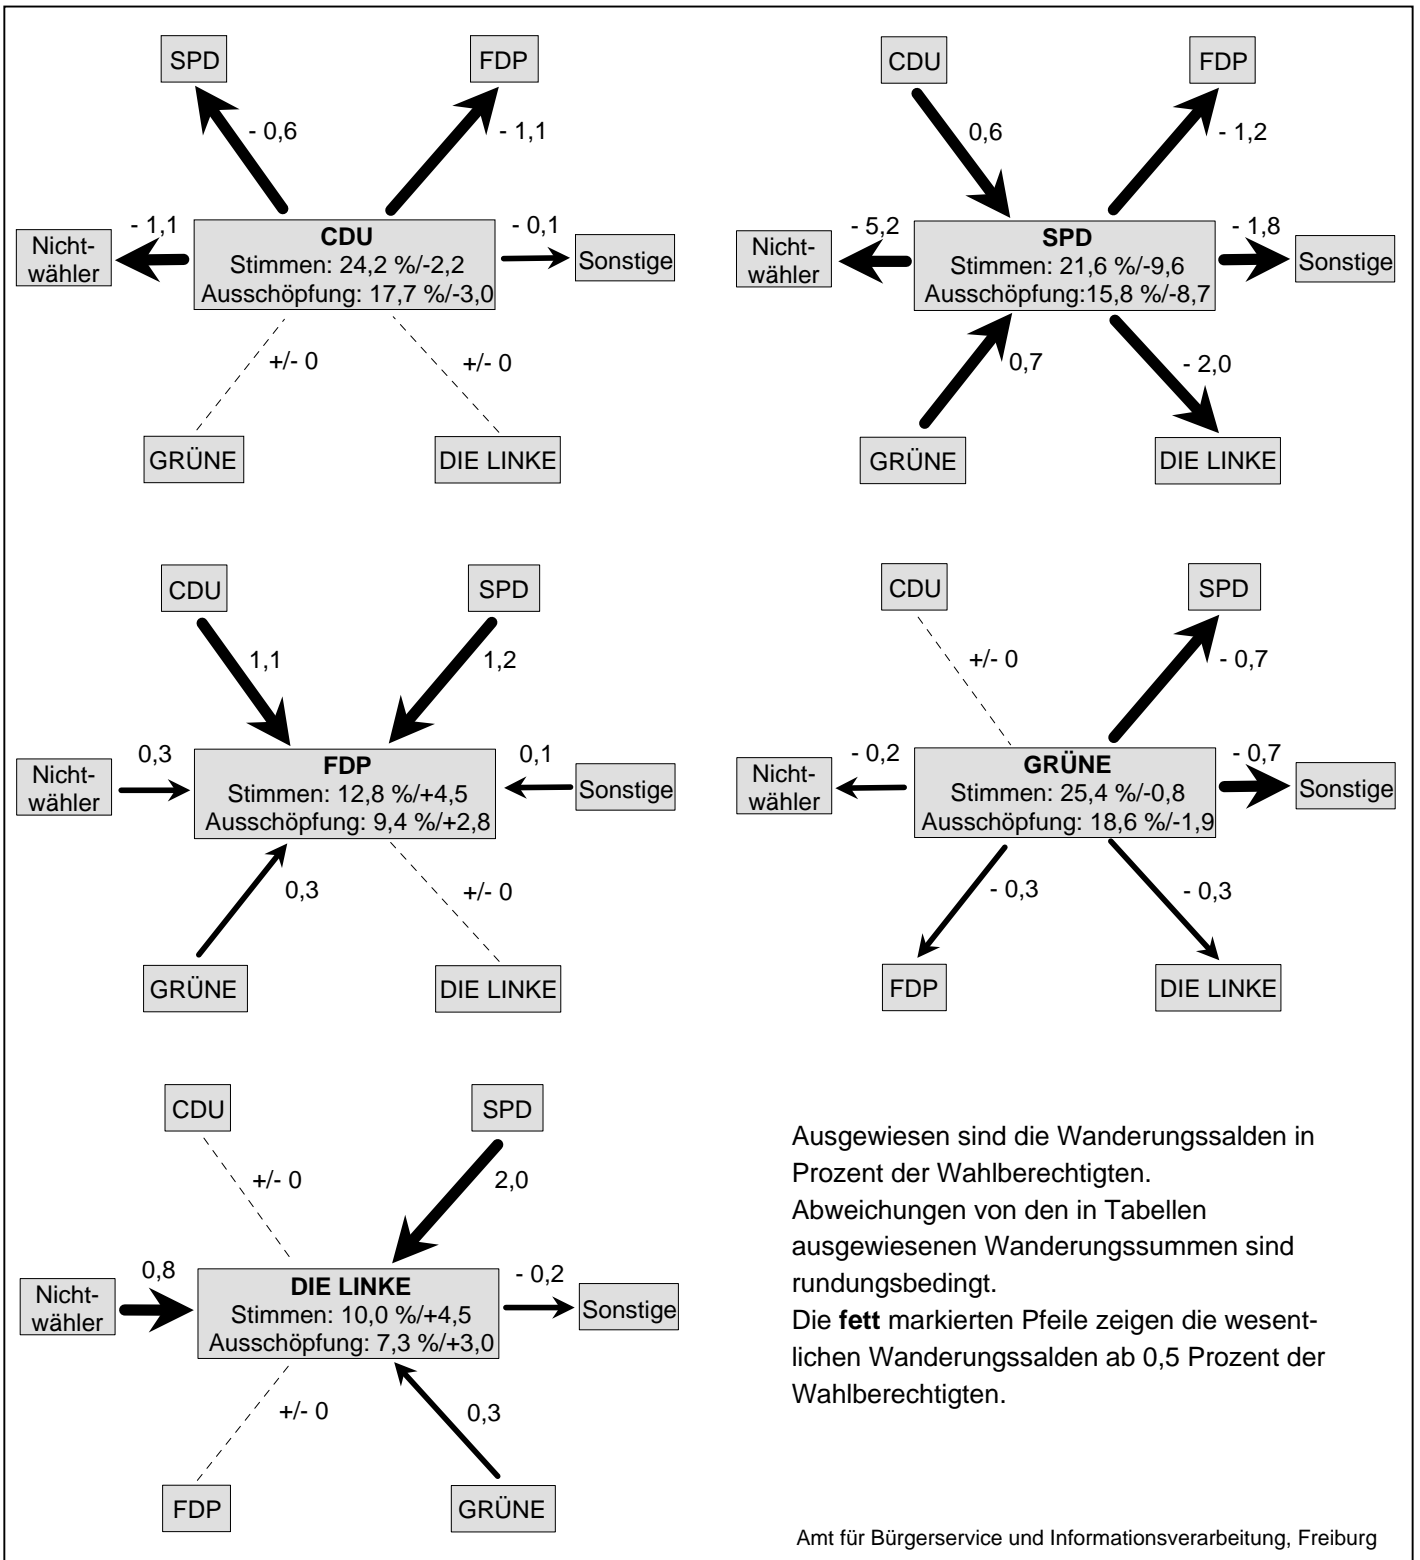 SPD
FDP
- 0,6
- 1,1
- 1,1
- 0,1
Nicht-
wähler
CDU
Stimmen: 24,2 %/-2,2
Ausschöpfung: 17,7 %/-3,0
Sonstige
+/- 0
+/- 0
GRÜNE
DIE LINKE
CDU
FDP
0,6
- 1,2
- 5,2
- 1,8
Nicht-
wähler
SPD
Stimmen: 21,6 %/-9,6
Ausschöpfung:15,8 %/-8,7
Sonstige
0,7
- 2,0
GRÜNE
DIE LINKE
CDU
SPD
1,1
1,2
0,3
0,1
Nicht-
wähler
FDP
Stimmen: 12,8 %/+4,5
Ausschöpfung: 9,4 %/+2,8
Sonstige
0,3
+/- 0
GRÜNE
DIE LINKE
CDU
SPD
+/- 0
- 0,7
- 0,2
- 0,7
Nicht-
wähler
GRÜNE
Stimmen: 25,4 %/-0,8
Ausschöpfung: 18,6 %/-1,9
Sonstige
- 0,3
- 0,3
FDP
DIE LINKE
CDU
SPD
+/- 0
2,0
0,8
- 0,2
Nicht-
wähler
DIE LINKE
Stimmen: 10,0 %/+4,5
Ausschöpfung: 7,3 %/+3,0
Sonstige
+/- 0
0,3
FDP
GRÜNE
Ausgewiesen sind die Wanderungssalden in
Prozent der Wahlberechtigten.
Abweichungen von den in Tabellen
ausgewiesenen Wanderungssummen sind
rundungsbedingt.
Die fett markierten Pfeile zeigen die wesent-
lichen Wanderungssalden ab 0,5 Prozent der
Wahlberechtigten.
Amt für Bürgerservice und Informationsverarbeitung, Freiburg